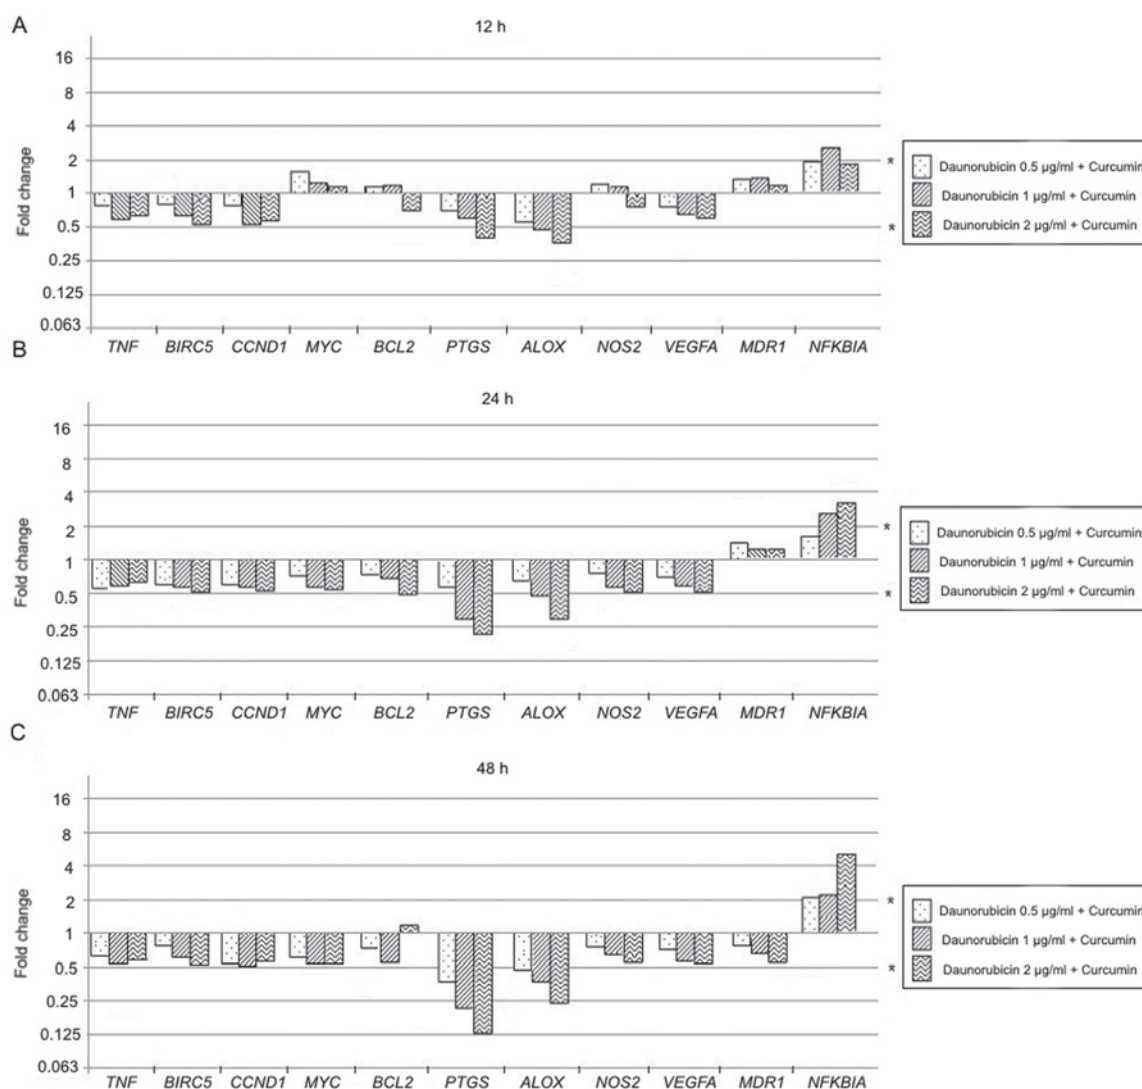 A
12 h
16
8
4
2
1
0.5
0.25
0.125
0.063
Fold change
*
*
Daunorubicin 0.5 µg/ml + Curcumin
Daunorubicin 1 µg/ml + Curcumin
Daunorubicin 2 µg/ml + Curcumin
TNF BIRC5 CCND1 MYC BCL2 PTGS ALOX NOS2 VEGFA MDR1 NFKBIA
B
24 h
16
8
4
2
1
0.5
0.25
0.125
0.063
Fold change
*
*
Daunorubicin 0.5 µg/ml + Curcumin
Daunorubicin 1 µg/ml + Curcumin
Daunorubicin 2 µg/ml + Curcumin
TNF BIRC5 CCND1 MYC BCL2 PTGS ALOX NOS2 VEGFA MDR1 NFKBIA
C
48 h
16
8
4
2
1
0.5
0.25
0.125
0.063
Fold change
*
*
Daunorubicin 0.5 µg/ml + Curcumin
Daunorubicin 1 µg/ml + Curcumin
Daunorubicin 2 µg/ml + Curcumin
TNF BIRC5 CCND1 MYC BCL2 PTGS ALOX NOS2 VEGFA MDR1 NFKBIA